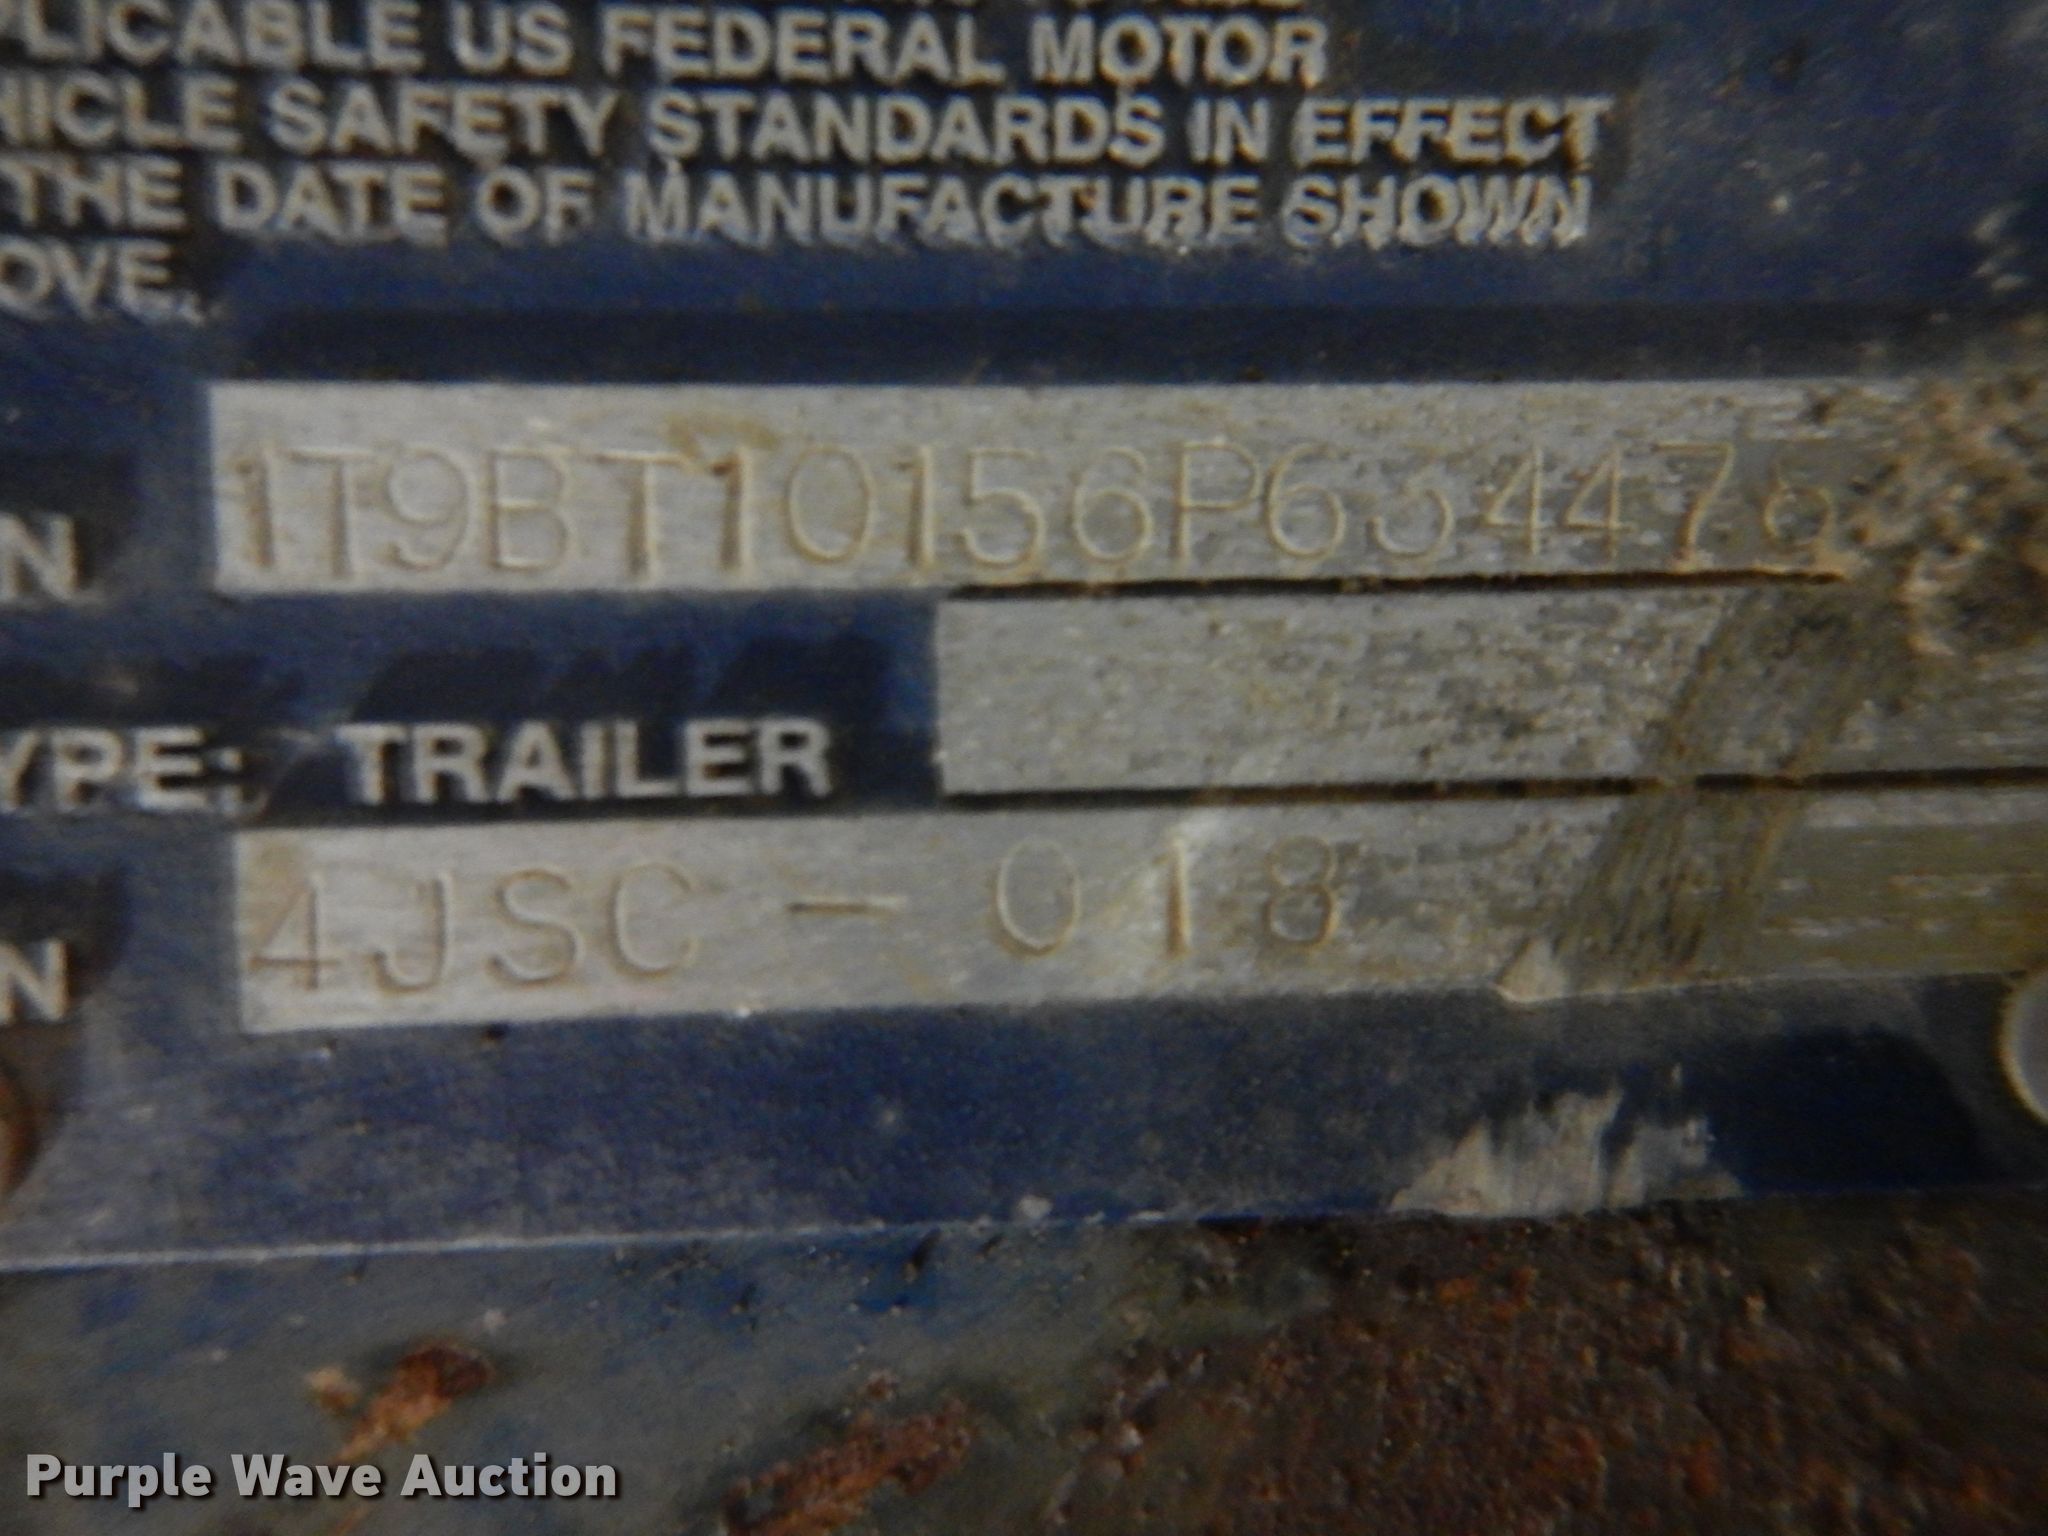 PLICABLE US FEDERAL MOTOR
HICLE SAFETY STANDARDS IN EFFECT
THE DATE OF MANUFACTURE SHOWN
OVE.
N 1T9BT10156P634476
YPE: TRAILER
N 4JSC - 018
Purple Wave Auction